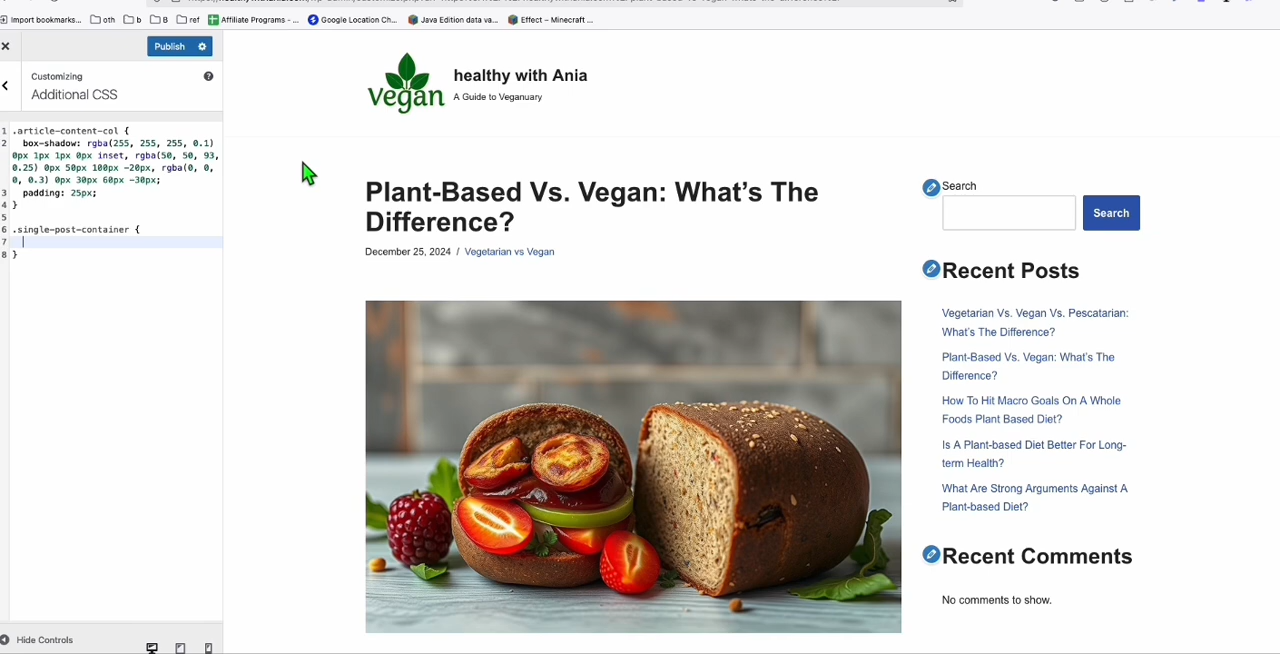 Import bookmarks... oth b B ref Affiliate Programs - ... Google Location Ch... Java Edition data va... Effect – Minecraft ...
Publish
Customizing
Additional CSS
1 .article-content-col {
2 box-shadow: rgba(255, 255, 255, 0.1)
0px 1px 1px 0px inset, rgba(50, 50, 93,
0.25) 0px 50px 100px -20px, rgba(0, 0,
0, 0.3) 0px 30px 60px -30px;
3 padding: 25px;
4 }
5
6 .single-post-container {
7
8 }
Hide Controls
vegan
healthy with Ania
A Guide to Veganuary
Plant-Based Vs. Vegan: What's The
Difference?
December 25, 2024 / Vegetarian vs Vegan
Search
Search
Recent Posts
Vegetarian Vs. Vegan Vs. Pescatarian:
What's The Difference?
Plant-Based Vs. Vegan: What's The
Difference?
How To Hit Macro Goals On A Whole
Foods Plant Based Diet?
Is A Plant-based Diet Better For Long-
term Health?
What Are Strong Arguments Against A
Plant-based Diet?
Recent Comments
No comments to show.